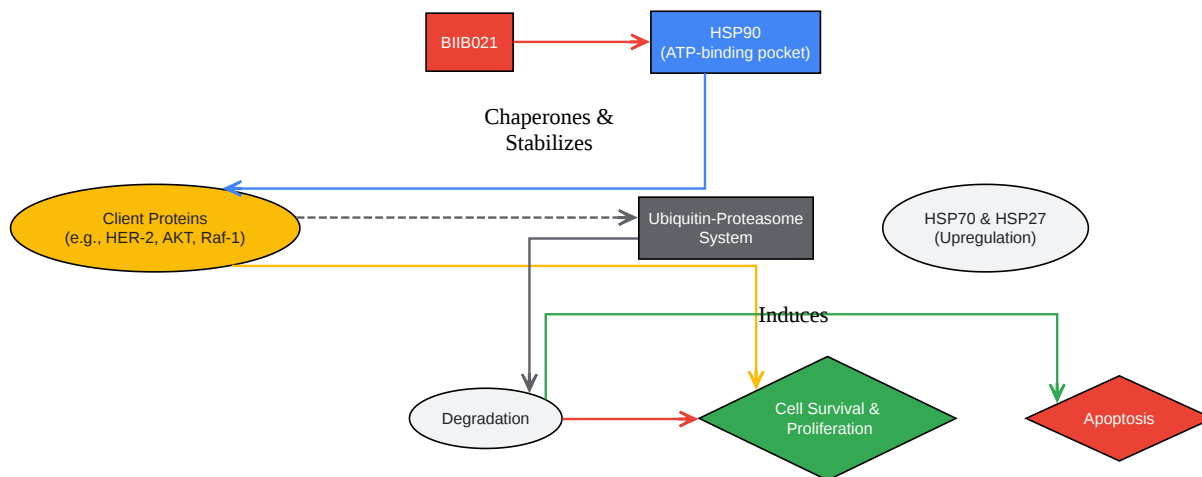 BIIB021
HSP90
(ATP-binding pocket)
Chaperones &
Stabilizes
Client Proteins
(e.g., HER-2, AKT, Raf-1)
Ubiquitin-Proteasome
System
HSP70 & HSP27
(Upregulation)
Induces
Degradation
Cell Survival &
Proliferation
Apoptosis